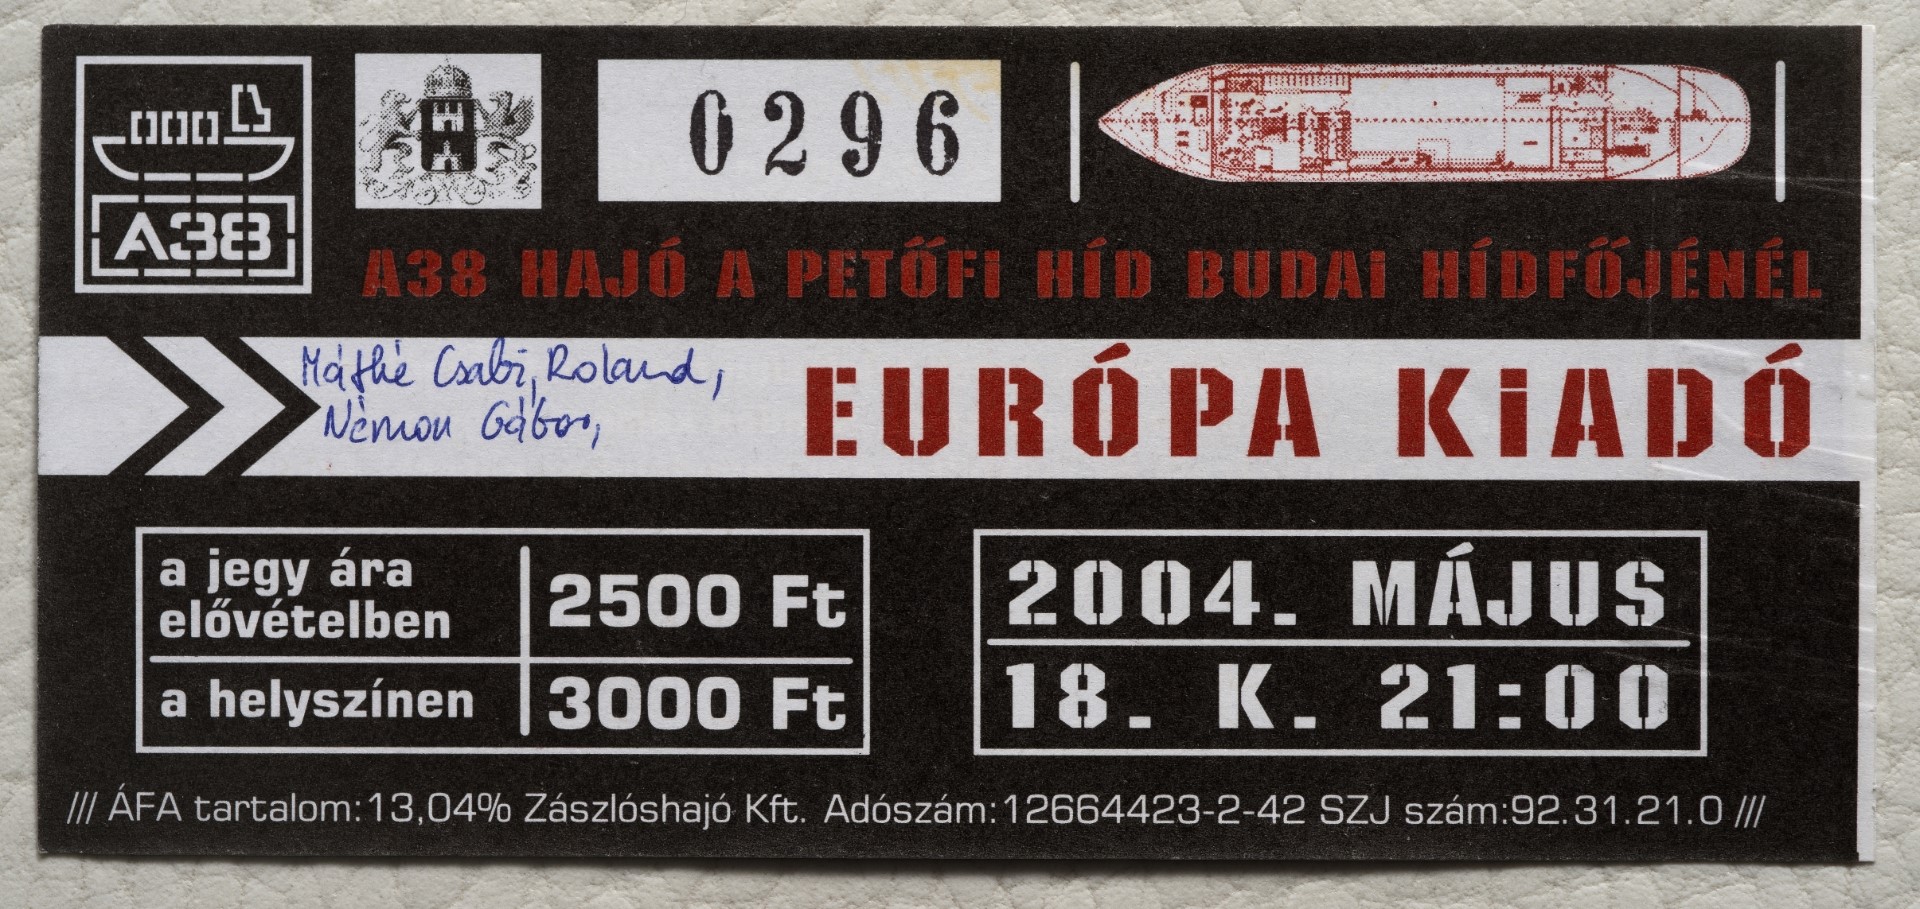 A38
0296
A38 HAJÓ A PETŐFi HÍD BUDAi HÍDFŐJÉNÉL
Máthé Csabi, Roland,
Némon Gábor,
EURÓPA KiADÓ
a jegy ára
elővételben
2500 Ft
a helyszínen
3000 Ft
2004. MÁJUS
18. K. 21:00
/// ÁFA tartalom:13,04% Zászlóshajó Kft. Adószám:12664423-2-42 SZJ szám:92.31.21.0 ///